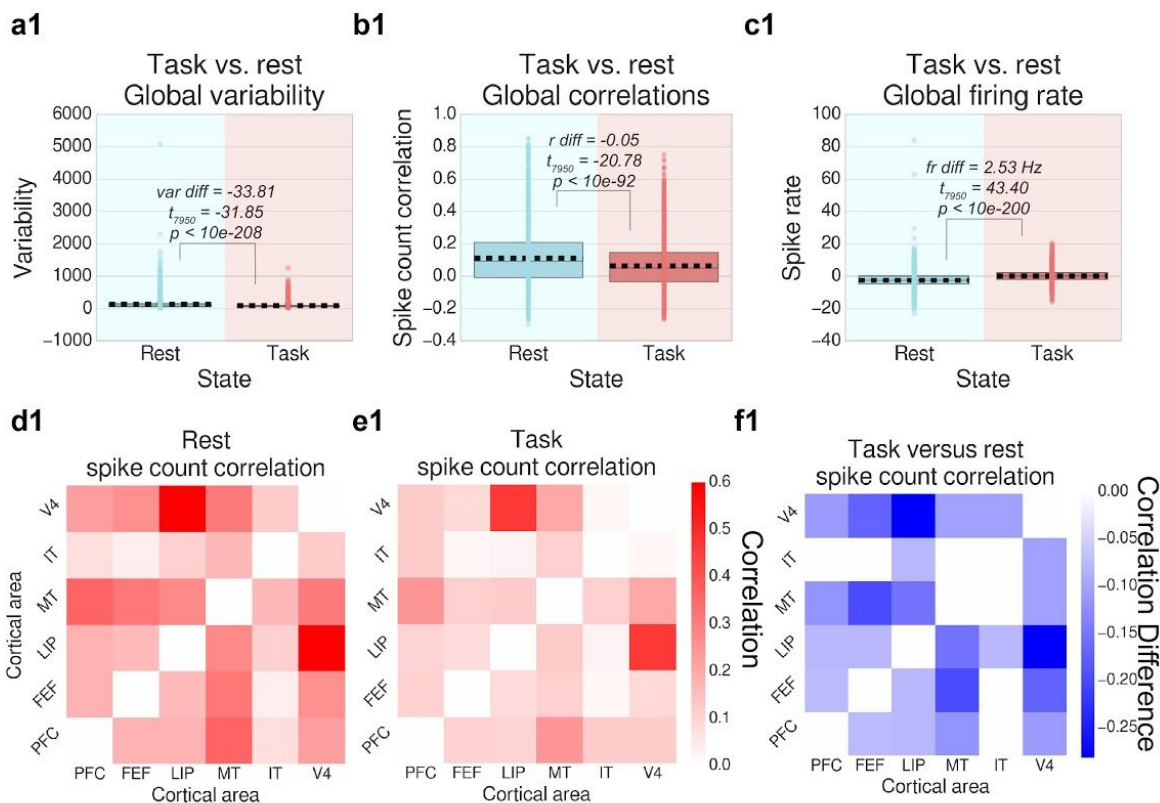 a1
Task vs. rest
Global variability
6000
5000
4000
3000
2000
1000
0
−1000
Variability
var diff = -33.81
t7950 = -31.85
p < 10e-208
Rest
Task
State
b1
Task vs. rest
Global correlations
1.0
0.8
0.6
0.4
0.2
0.0
−0.2
−0.4
Spike count correlation
r diff = -0.05
t7950 = -20.78
p < 10e-92
Rest
Task
State
c1
Task vs. rest
Global firing rate
100
80
60
40
20
0
−20
−40
Spike rate
fr diff = 2.53 Hz
t7950 = 43.40
p < 10e-200
Rest
Task
State
d1
Rest
spike count correlation
Cortical area
V4
IT
MT
LIP
FEF
PFC
PFC FEF LIP MT IT V4
Cortical area
e1
Task
spike count correlation
V4
IT
MT
LIP
FEF
PFC
PFC FEF LIP MT IT V4
Cortical area
0.6
0.5
0.4
0.3
0.2
0.1
0.0
Correlation
f1
Task versus rest
spike count correlation
V4
IT
MT
LIP
FEF
PFC
PFC FEF LIP MT IT V4
Cortical area
0.00
−0.05
−0.10
−0.15
−0.20
−0.25
Correlation Difference